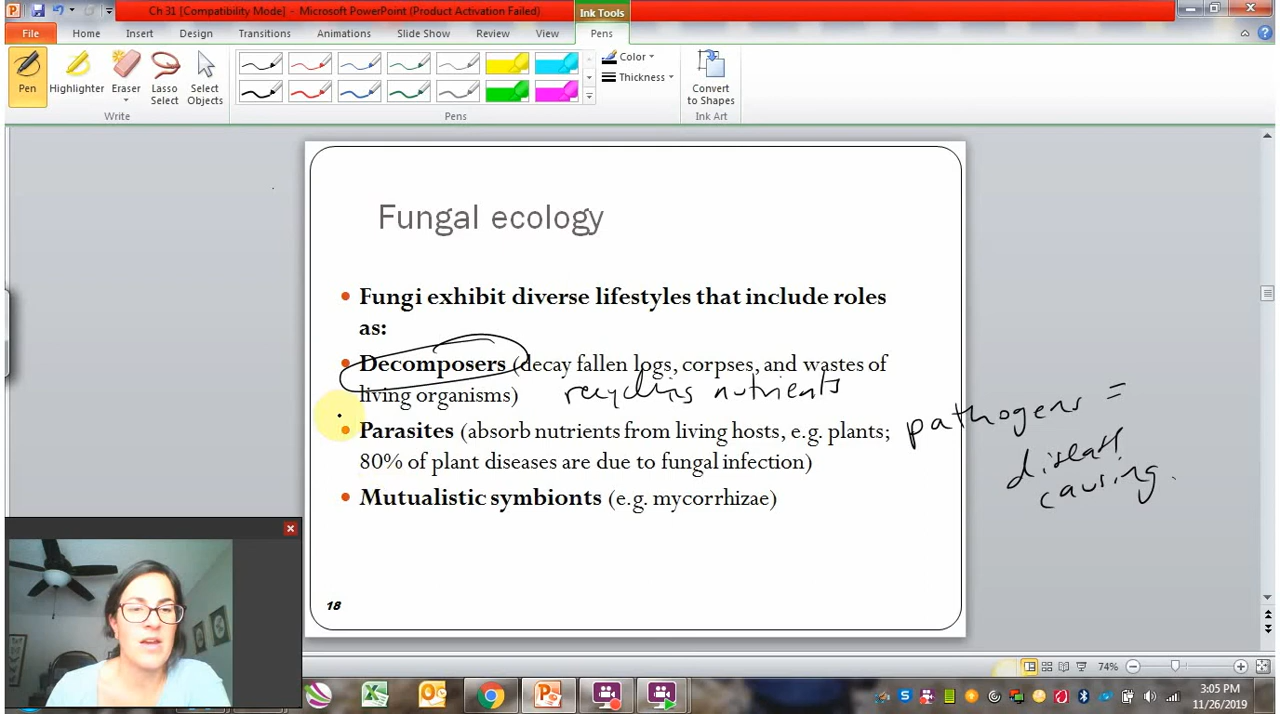 Ch 31 [Compatibility Mode] - Microsoft PowerPoint (Product Activation Failed)
Ink Tools
File Home Insert Design Transitions Animations Slide Show Review View Pens
Pen Highlighter Eraser Lasso Select Select Objects
Color
Thickness
Convert to Shapes
Write Pens Ink Art
Fungal ecology
Fungi exhibit diverse lifestyles that include roles
as:
Decomposers (decay fallen logs, corpses, and wastes of
living organisms) recycling nutrients
Parasites (absorb nutrients from living hosts, e.g. plants;
80% of plant diseases are due to fungal infection)
Mutualistic symbionts (e.g. mycorrhizae)
pathogens =
disease
causing
18
74%
3:05 PM
11/26/2019